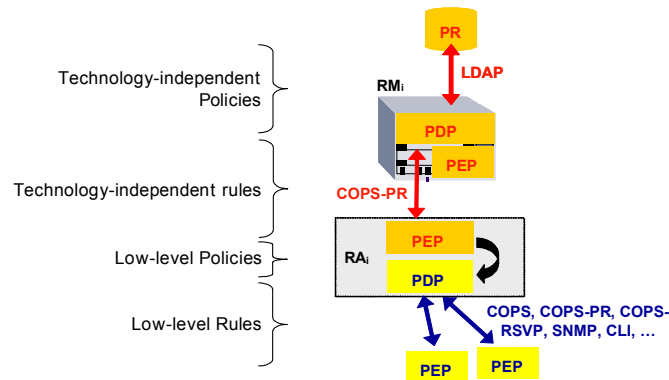 PR
LDAP
Technology-independent
Policies
RMi
PDP
PEP
Technology-independent rules
COPS-PR
PEP
Low-level Policies
RAi
PDP
COPS, COPS-PR, COPS-
RSVP, SNMP, CLI, ...
Low-level Rules
PEP
PEP